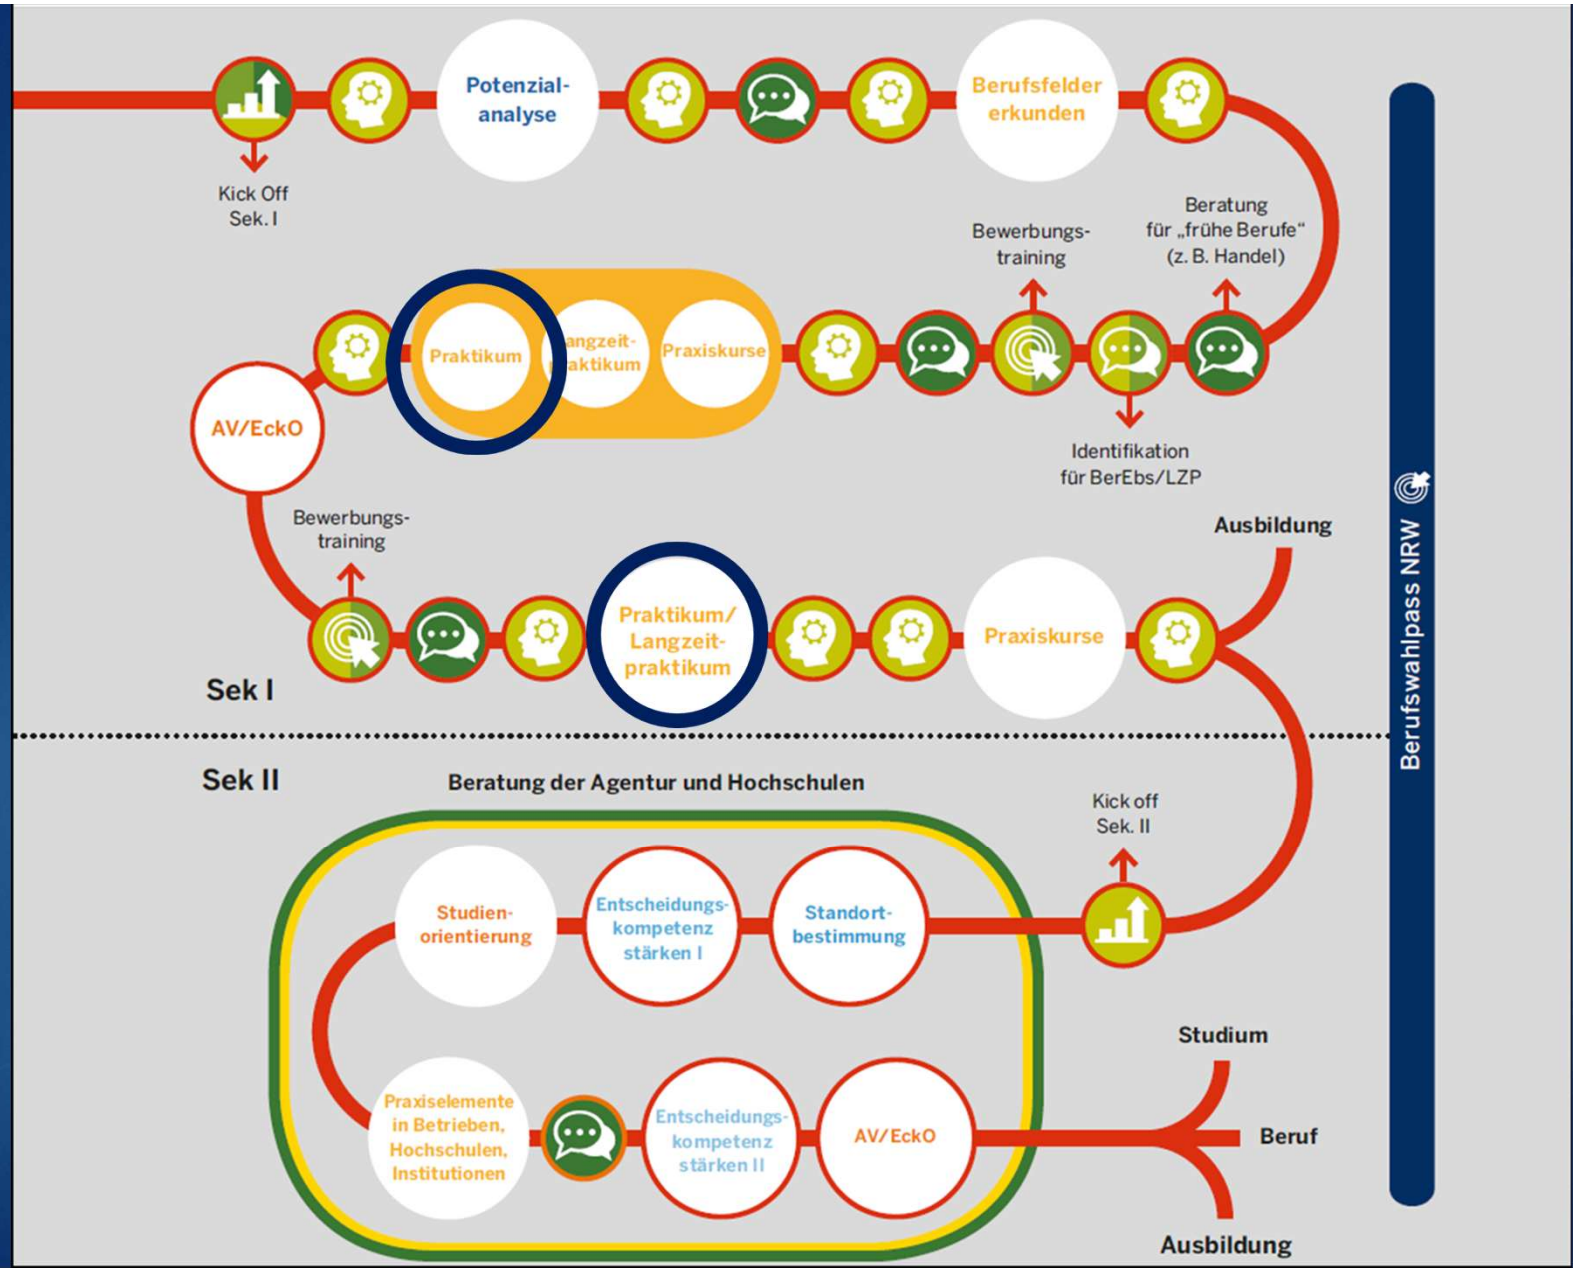 Potenzial-
analyse
Berufsfelder
erkunden
Kick Off
Sek. I
Bewerbungs-
training
Beratung
für „frühe Berufe“
(z. B. Handel)
Praktikum
angzeit-
aktikum
Praxiskurse
AV/EckO
Identifikation
für BerEbs/LZP
Bewerbungs-
training
Ausbildung
Praktikum/
Langzeit-
praktikum
Praxiskurse
Sek I
Berufswahlpass NRW
Sek II
Beratung der Agentur und Hochschulen
Kick off
Sek. II
Studien-
orientierung
Entscheidungs-
kompetenz
stärken I
Standort-
bestimmung
Studium
Praxiselemente
in Betrieben,
Hochschulen,
Institutionen
Entscheidungs-
kompetenz
stärken II
AV/EckO
Beruf
Ausbildung